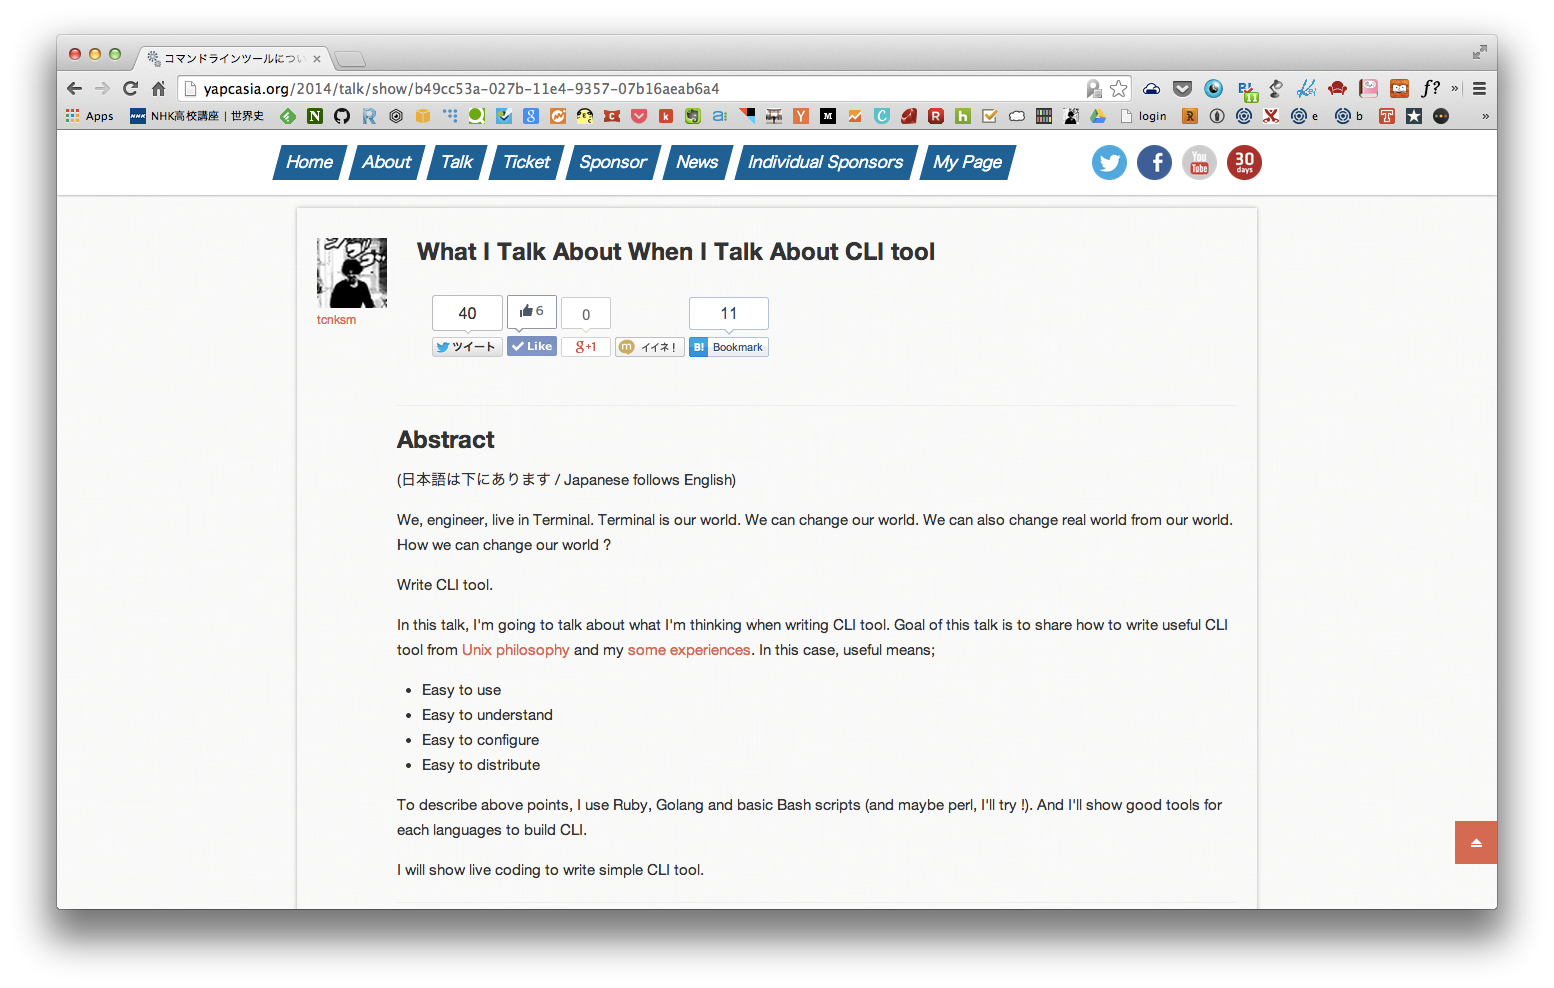 コマンドラインツールについ
yapcasia.org/2014/talk/show/b49cc53a-027b-11e4-9357-07b16aeab6a4
11
f?
»
Apps
NHK NHK高校講座 | 世界史
login
e
b
»
Home
About
Talk
Ticket
Sponsor
News
Individual Sponsors
My Page
You Tube
30 days
tcnksm
What I Talk About When I Talk About CLI tool
40
6
0
11
ツイート
Like
g+1
m イイネ！
B! Bookmark
Abstract
(日本語は下にあります / Japanese follows English)
We, engineer, live in Terminal. Terminal is our world. We can change our world. We can also change real world from our world.
How we can change our world ?
Write CLI tool.
In this talk, I'm going to talk about what I'm thinking when writing CLI tool. Goal of this talk is to share how to write useful CLI
tool from Unix philosophy and my some experiences. In this case, useful means;
• Easy to use
• Easy to understand
• Easy to configure
• Easy to distribute
To describe above points, I use Ruby, Golang and basic Bash scripts (and maybe perl, I'll try !). And I'll show good tools for
each languages to build CLI.
I will show live coding to write simple CLI tool.